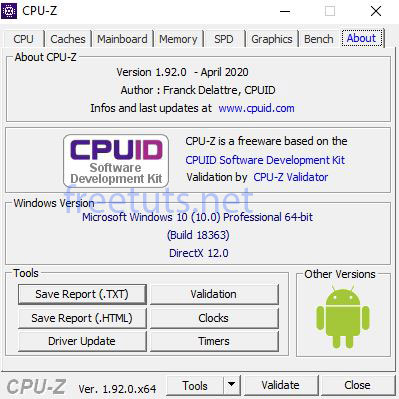 CPU-Z
CPU Caches Mainboard Memory SPD Graphics Bench About
About CPU-Z
Version 1.92.0 - April 2020
Author : Franck Delattre, CPUID
Infos and last updates at www.cpuid.com
CPUID
Software
Development Kit
CPU-Z is a freeware based on the
CPUID Software Development Kit
Validation by CPU-Z Validator
freetuts.net
Windows Version
Microsoft Windows 10 (10.0) Professional 64-bit
(Build 18363)
DirectX 12.0
Tools
Save Report (.TXT) Validation
Save Report (.HTML) Clocks
Driver Update Timers
Other Versions
CPU-Z Ver. 1.92.0.x64 Tools Validate Close